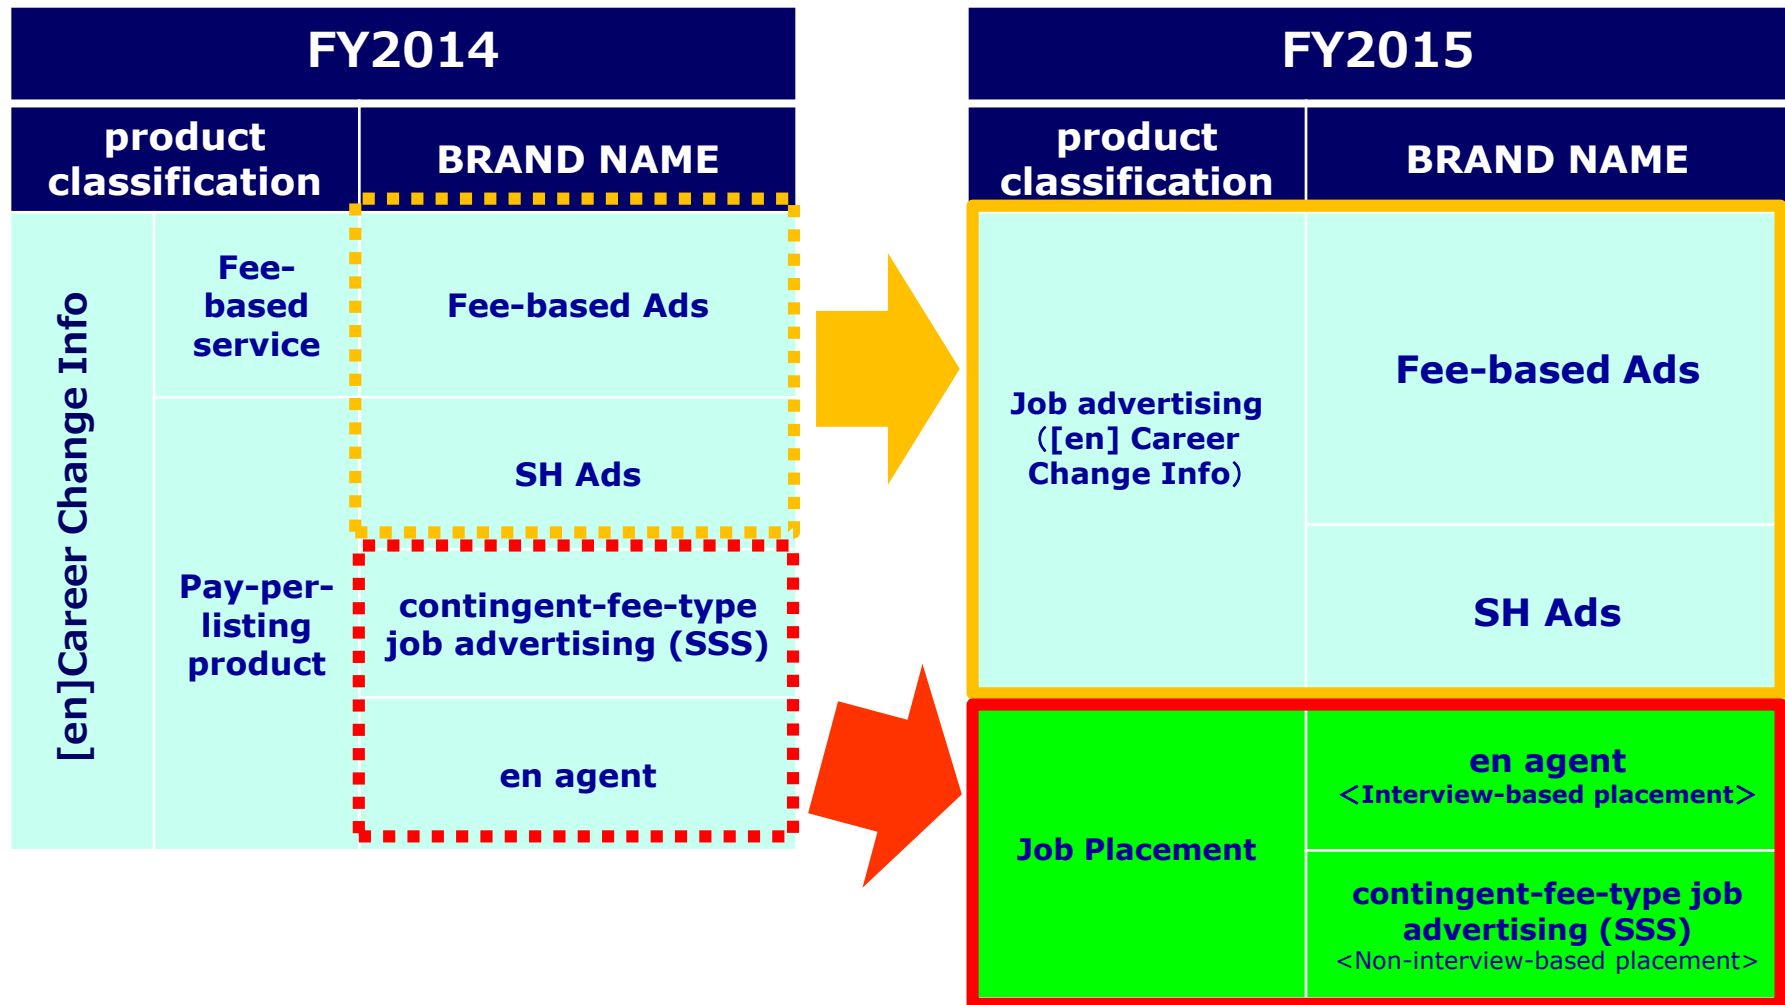 FY2014
product
classification
BRAND NAME
[en]Career Change Info
Fee-
based
service
Fee-based Ads
Pay-per-
listing
product
SH Ads
contingent-fee-type
job advertising (SSS)
en agent
FY2015
product
classification
BRAND NAME
Job advertising
（[en] Career
Change Info）
Fee-based Ads
SH Ads
Job Placement
en agent
＜Interview-based placement＞
contingent-fee-type job
advertising (SSS)
<Non-interview-based placement>